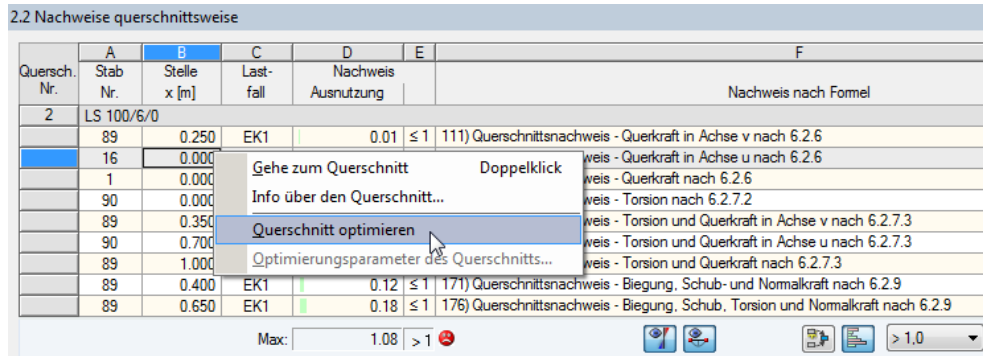 2.2 Nachweise querschnittsweise
A B C D E F
Quersch. Stab Stelle Last- Nachweis
Nr. Nr. x [m] fall Ausnutzung Nachweis nach Formel
2 LS 100/6/0
89 0.250 EK1 0.01 ≤ 1 111) Querschnittsnachweis - Querkraft in Achse v nach 6.2.6
16 0.000 weis - Querkraft in Achse u nach 6.2.6
Gehe zum Querschnitt Doppelklick
1 0.000 weis - Querkraft nach 6.2.6
Info über den Querschnitt...
90 0.000 weis - Torsion nach 6.2.7.2
89 0.350 weis - Torsion und Querkraft in Achse v nach 6.2.7.3
Querschnitt optimieren
90 0.700 weis - Torsion und Querkraft in Achse u nach 6.2.7.3
Optimierungsparameter des Querschnitts...
89 1.000 weis - Torsion und Querkraft nach 6.2.7.3
89 0.400 EK1 0.12 ≤ 1 171) Querschnittsnachweis - Biegung, Schub- und Normalkraft nach 6.2.9
89 0.650 EK1 0.18 ≤ 1 176) Querschnittsnachweis - Biegung, Schub, Torsion und Normalkraft nach 6.2.9
Max: 1.08 > 1 > 1,0